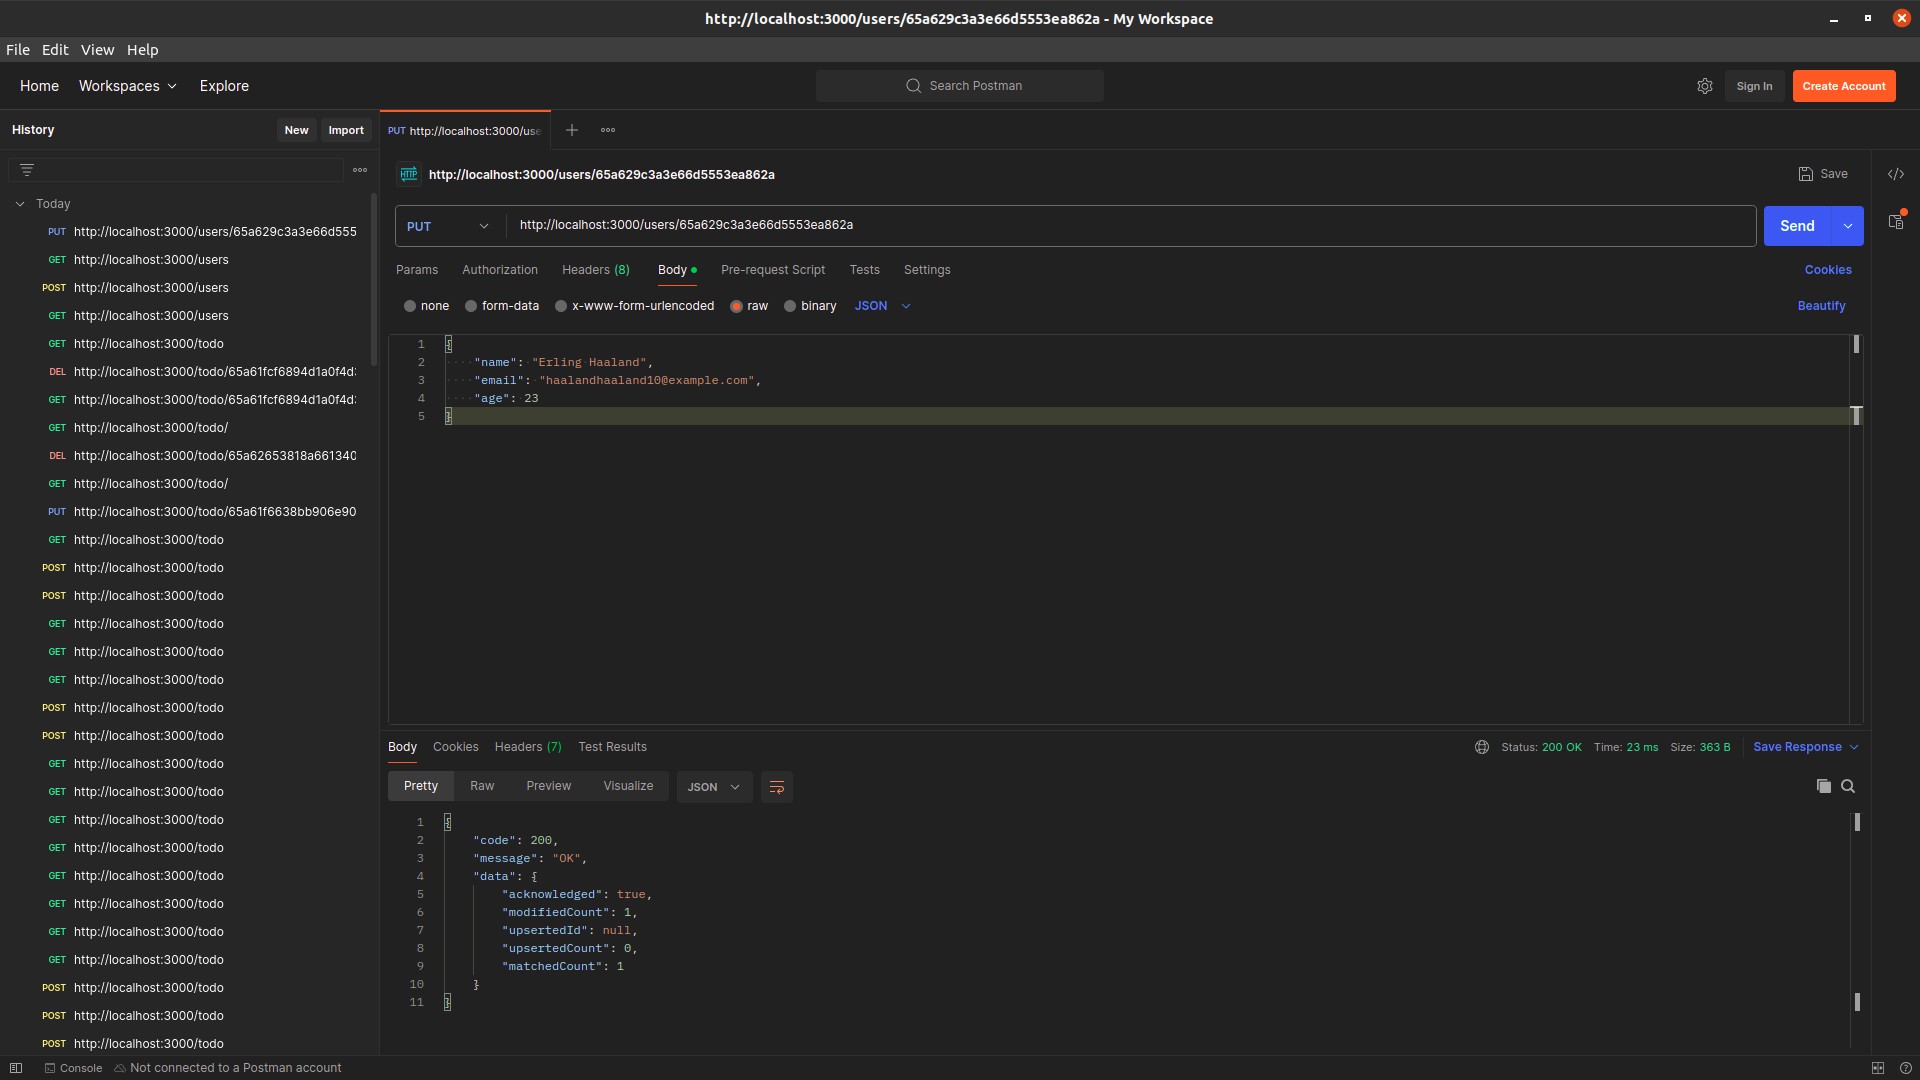 http://localhost:3000/users/65a629c3a3e66d5553ea862a - My Workspace
File Edit View Help
Home Workspaces Explore Search Postman Sign In Create Account
History New Import
PUT http://localhost:3000/use
http://localhost:3000/users/65a629c3a3e66d5553ea862a Save
Today
PUT http://localhost:3000/users/65a629c3a3e66d555
GET http://localhost:3000/users
POST http://localhost:3000/users
GET http://localhost:3000/users
GET http://localhost:3000/todo
DEL http://localhost:3000/todo/65a61fcf6894d1a0f4d
GET http://localhost:3000/todo/65a61fcf6894d1a0f4d
GET http://localhost:3000/todo/
DEL http://localhost:3000/todo/65a62653818a661340
GET http://localhost:3000/todo/
PUT http://localhost:3000/todo/65a61f6638bb906e90
GET http://localhost:3000/todo
POST http://localhost:3000/todo
POST http://localhost:3000/todo
GET http://localhost:3000/todo
GET http://localhost:3000/todo
GET http://localhost:3000/todo
POST http://localhost:3000/todo
POST http://localhost:3000/todo
GET http://localhost:3000/todo
GET http://localhost:3000/todo
GET http://localhost:3000/todo
GET http://localhost:3000/todo
GET http://localhost:3000/todo
GET http://localhost:3000/todo
GET http://localhost:3000/todo
GET http://localhost:3000/todo
POST http://localhost:3000/todo
POST http://localhost:3000/todo
POST http://localhost:3000/todo
PUT http://localhost:3000/users/65a629c3a3e66d5553ea862a Send
Params Authorization Headers (8) Body Pre-request Script Tests Settings Cookies
none form-data x-www-form-urlencoded raw binary JSON Beautify
1 {
2 "name": "Erling Haaland",
3 "email": "haalandhaaland10@example.com",
4 "age": 23
5 }
Body Cookies Headers (7) Test Results Status: 200 OK Time: 23 ms Size: 363 B Save Response
Pretty Raw Preview Visualize JSON
1 {
2 "code": 200,
3 "message": "OK",
4 "data": {
5 "acknowledged": true,
6 "modifiedCount": 1,
7 "upsertedId": null,
8 "upsertedCount": 0,
9 "matchedCount": 1
10 }
11 }
Console Not connected to a Postman account